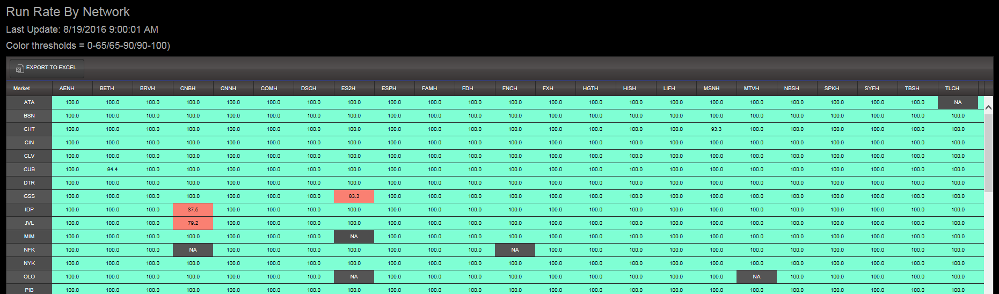 Run Rate By Network
Last Update: 8/19/2016 9:00:01 AM
Color thresholds = 0-65/65-90/90-100)
EXPORT TO EXCEL
Market AENH BETH BRVH CNBH CNNH COMH DSCH ES2H ESPH FAMH FDH FNCH FXH HGTH HISH LIFH MSNH MTVH NBSH SPKH SYFH TBSH TLCH
ATA 100.0 100.0 100.0 100.0 100.0 100.0 100.0 100.0 100.0 100.0 100.0 100.0 100.0 100.0 100.0 100.0 100.0 100.0 100.0 100.0 100.0 100.0 NA
BSN 100.0 100.0 100.0 100.0 100.0 100.0 100.0 100.0 100.0 100.0 100.0 100.0 100.0 100.0 100.0 100.0 100.0 100.0 100.0 100.0 100.0 100.0 100.0
CHT 100.0 100.0 100.0 100.0 100.0 100.0 100.0 100.0 100.0 100.0 100.0 100.0 100.0 100.0 100.0 100.0 93.3 100.0 100.0 100.0 100.0 100.0 100.0
CIN 100.0 100.0 100.0 100.0 100.0 100.0 100.0 100.0 100.0 100.0 100.0 100.0 100.0 100.0 100.0 100.0 100.0 100.0 100.0 100.0 100.0 100.0 100.0
CLV 100.0 100.0 100.0 100.0 100.0 100.0 100.0 100.0 100.0 100.0 100.0 100.0 100.0 100.0 100.0 100.0 100.0 100.0 100.0 100.0 100.0 100.0 100.0
CUB 100.0 94.4 100.0 100.0 100.0 100.0 100.0 100.0 100.0 100.0 100.0 100.0 100.0 100.0 100.0 100.0 100.0 100.0 100.0 100.0 100.0 100.0 100.0
DTR 100.0 100.0 100.0 100.0 100.0 100.0 100.0 100.0 100.0 100.0 100.0 100.0 100.0 100.0 100.0 100.0 100.0 100.0 100.0 100.0 100.0 100.0 100.0
GSS 100.0 100.0 100.0 100.0 100.0 100.0 100.0 83.3 100.0 100.0 100.0 100.0 100.0 100.0 100.0 100.0 100.0 100.0 100.0 100.0 100.0 100.0 100.0
IDP 100.0 100.0 100.0 87.5 100.0 100.0 100.0 100.0 100.0 100.0 100.0 100.0 100.0 100.0 100.0 100.0 100.0 100.0 100.0 100.0 100.0 100.0 100.0
JVL 100.0 100.0 100.0 79.2 100.0 100.0 100.0 100.0 100.0 100.0 100.0 100.0 100.0 100.0 100.0 100.0 100.0 100.0 100.0 100.0 100.0 100.0 100.0
MIM 100.0 100.0 100.0 100.0 100.0 100.0 100.0 NA 100.0 100.0 100.0 100.0 100.0 100.0 100.0 100.0 100.0 100.0 100.0 100.0 100.0 100.0 100.0
NFK 100.0 100.0 100.0 NA 100.0 100.0 100.0 100.0 100.0 100.0 100.0 NA 100.0 100.0 100.0 100.0 100.0 100.0 100.0 100.0 100.0 100.0 100.0
NYK 100.0 100.0 100.0 100.0 100.0 100.0 100.0 100.0 100.0 100.0 100.0 100.0 100.0 100.0 100.0 100.0 100.0 100.0 100.0 100.0 100.0 100.0 100.0
OLO 100.0 100.0 100.0 100.0 100.0 100.0 100.0 NA 100.0 100.0 100.0 100.0 100.0 100.0 100.0 100.0 100.0 NA 100.0 100.0 100.0 100.0 100.0
PIB 100.0 100.0 100.0 100.0 100.0 100.0 100.0 100.0 100.0 100.0 100.0 100.0 100.0 100.0 100.0 100.0 100.0 100.0 100.0 100.0 100.0 100.0 100.0